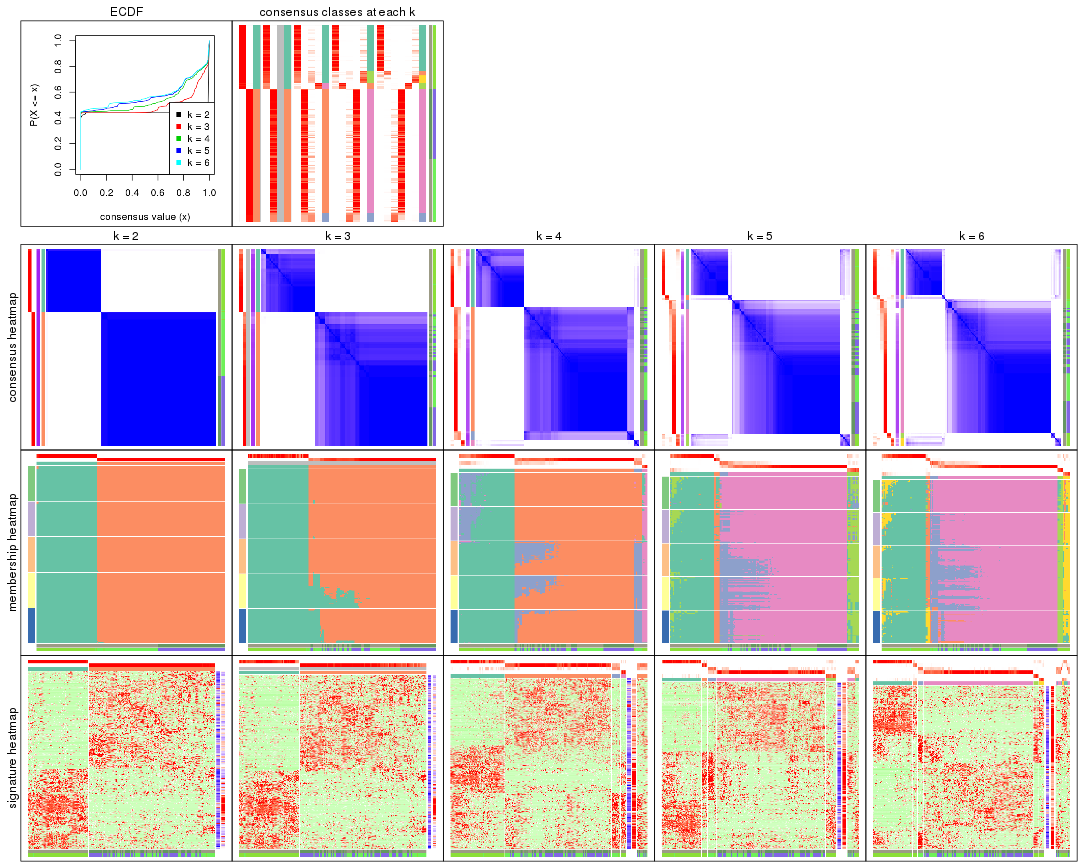 ECDF
consensus classes at each k
P(X <= x)
1.0
0.8
0.6
0.4
0.2
0.0
k = 2
k = 3
k = 4
k = 5
k = 6
0.0 0.2 0.4 0.6 0.8 1.0
consensus value (x)
k = 2
k = 3
k = 4
k = 5
k = 6
consensus heatmap
membership heatmap
signature heatmap